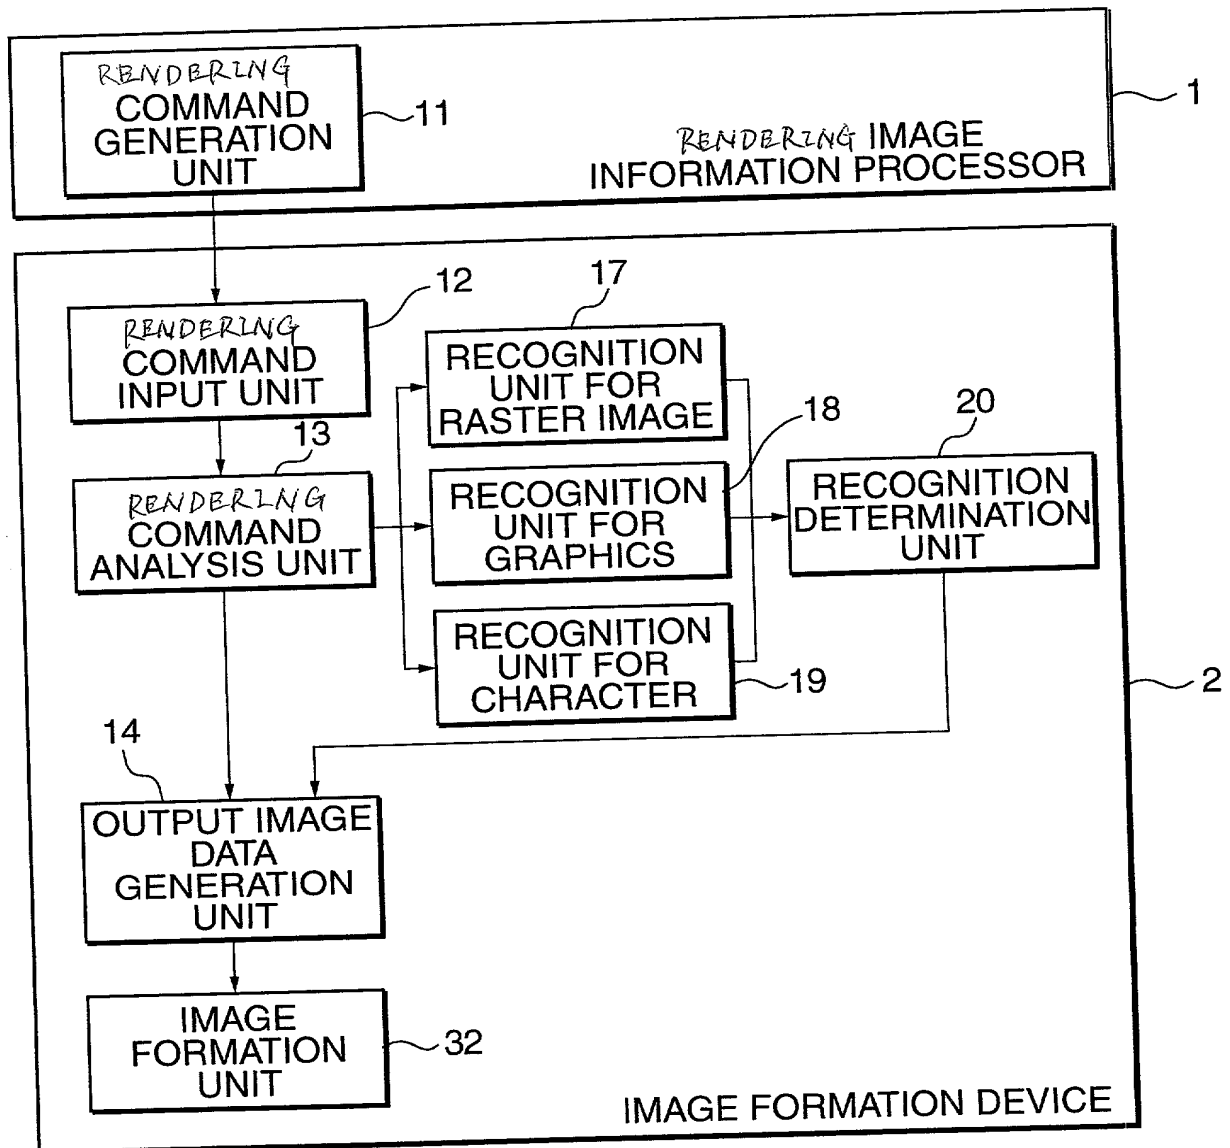 RENDERING
COMMAND
GENERATION
UNIT
11
1
RENDERING IMAGE
INFORMATION PROCESSOR
12
RENDERING
COMMAND
INPUT UNIT
17
RECOGNITION
UNIT FOR
RASTER IMAGE
13
RENDERING
COMMAND
ANALYSIS UNIT
18
RECOGNITION
UNIT FOR
GRAPHICS
20
RECOGNITION
DETERMINATION
UNIT
RECOGNITION
UNIT FOR
CHARACTER
19
2
14
OUTPUT IMAGE
DATA
GENERATION
UNIT
IMAGE
FORMATION
UNIT
32
IMAGE FORMATION DEVICE